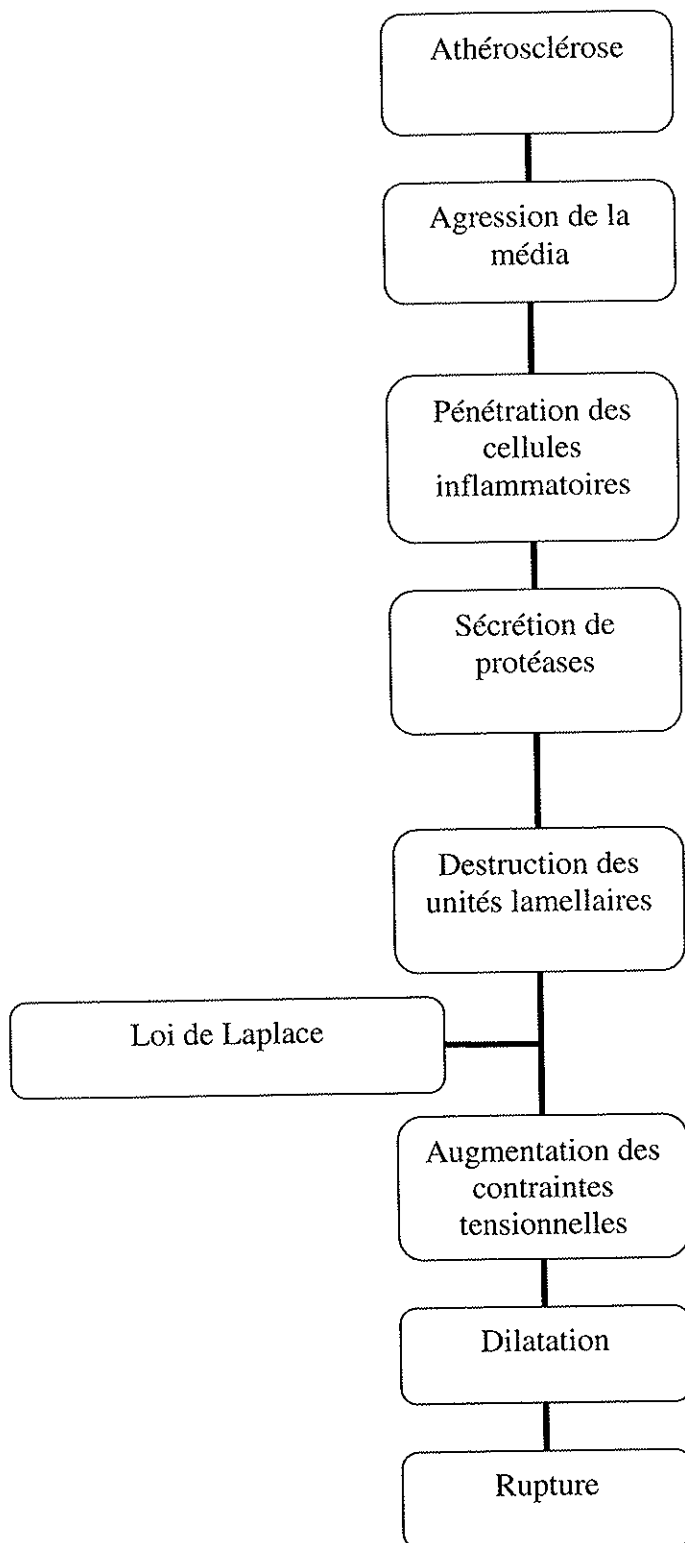 Athérosclérose
Agression de la
média
Pénétration des
cellules
inflammatoires
Sécrétion de
protéases
Destruction des
unités lamellaires
Loi de Laplace
Augmentation des
contraintes
tensionnelles
Dilatation
Rupture